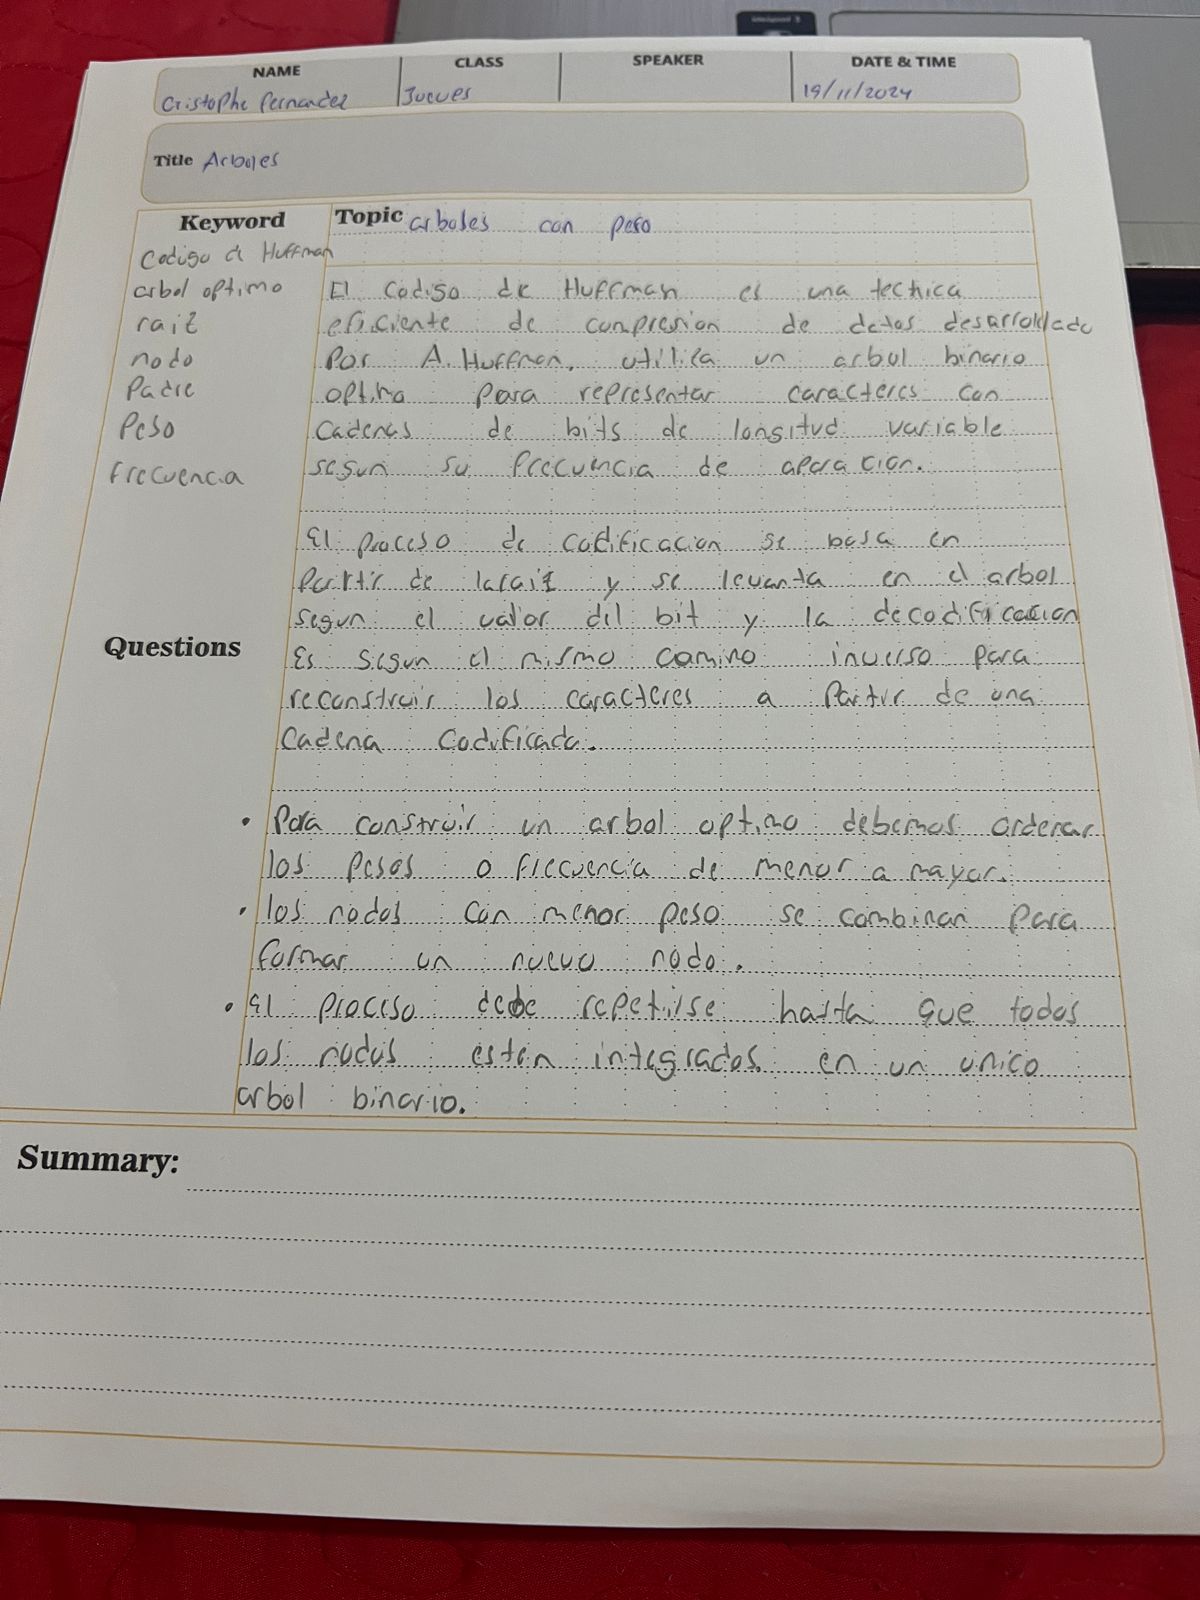 NAME CLASS SPEAKER DATE & TIME
Cristophe Fernandez Jueves 19/11/2024
Title Arboles
Keyword
Codigo de Huffman
arbol optimo
raiz
nodo
Padre
Peso
Frecuencia
Questions
Topic arboles con peso
El codigo de Huffman es una technica
eficiente de compresion de datos desarrollado
Por A. Huffman, utiliza un arbol binario
optimo para representar caracteres con
cadenas de bits de longitud variable
segun su frecuencia de aparacion.
El proceso de codificacion se basa en
Partir de la raiz y se levanta en el arbol
segun el valor del bit y la decodificacion
Es segun el mismo camino inverso para
reconstruir los caracteres a Partir de una
Cadena Codificada.
• Para construir un arbol optimo debemos ordenar
los pesos o frecuencia de menor a mayor.
• los nodos con menor peso se combinan para
formar un nuevo nodo.
• El proceso debe repetirse hasta que todos
los nodos esten integrados en un unico
arbol binario.
Summary: